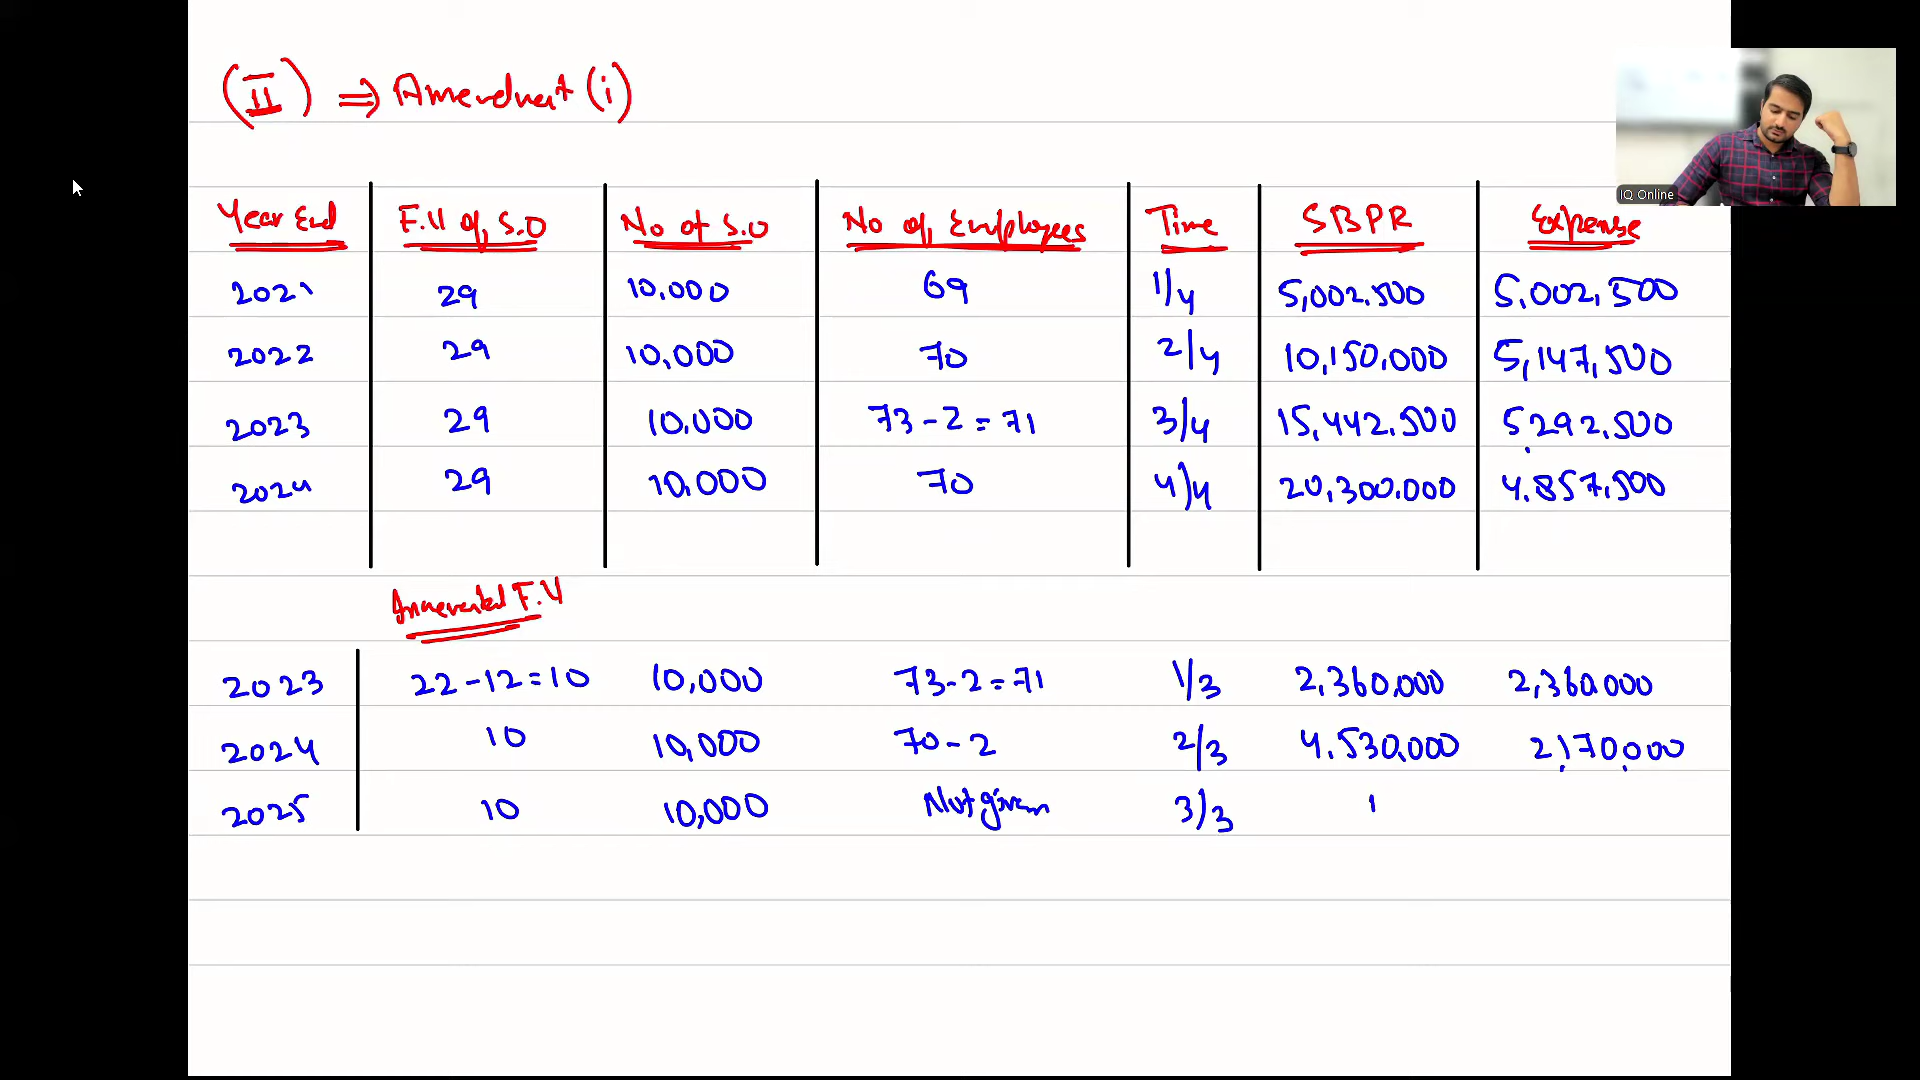 (II) ⇒ Amendment (i)
IQ Online
Year End F.V of S.O No of S.O No of Employees Time SBPR Expense
2021 29 10,000 69 1/4 5,002,500 5,002,500
2022 29 10,000 70 2/4 10,150,000 5,147,500
2023 29 10,000 73-2=71 3/4 15,442,500 5,292,500
2024 29 10,000 70 4/4 20,300,000 4,857,500
Incremental F.V
2023 22-12=10 10,000 73-2=71 1/3 2,360,000 2,360,000
2024 10 10,000 70-2 2/3 4,530,000 2,170,000
2025 10 10,000 Not given 3/3 1